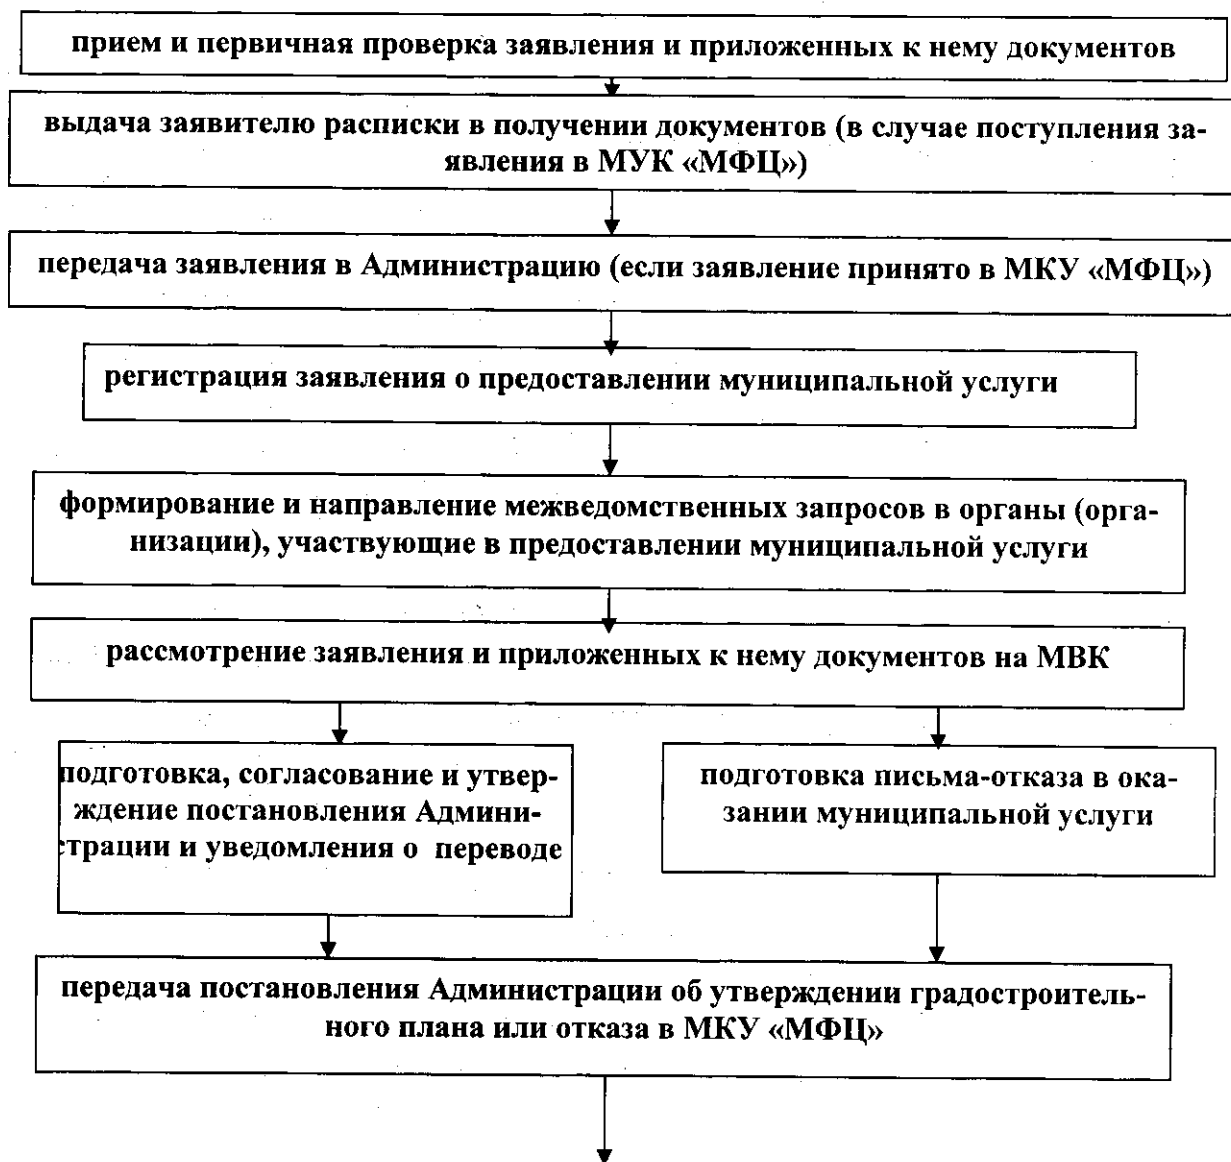 прием и первичная проверка заявления и приложенных к нему документов
выдача заявителю расписки в получении документов (в случае поступления за-
явления в МУК «МФЦ»)
передача заявления в Администрацию (если заявление принято в МКУ «МФЦ»)
регистрация заявления о предоставлении муниципальной услуги
формирование и направление межведомственных запросов в органы (орга-
низации), участвующие в предоставлении муниципальной услуги
рассмотрение заявления и приложенных к нему документов на МВК
подготовка, согласование и утвер-
ждение постановления Админи-
страции и уведомления о переводе
подготовка письма-отказа в ока-
зании муниципальной услуги
передача постановления Администрации об утверждении градостроитель-
ного плана или отказа в МКУ «МФЦ»